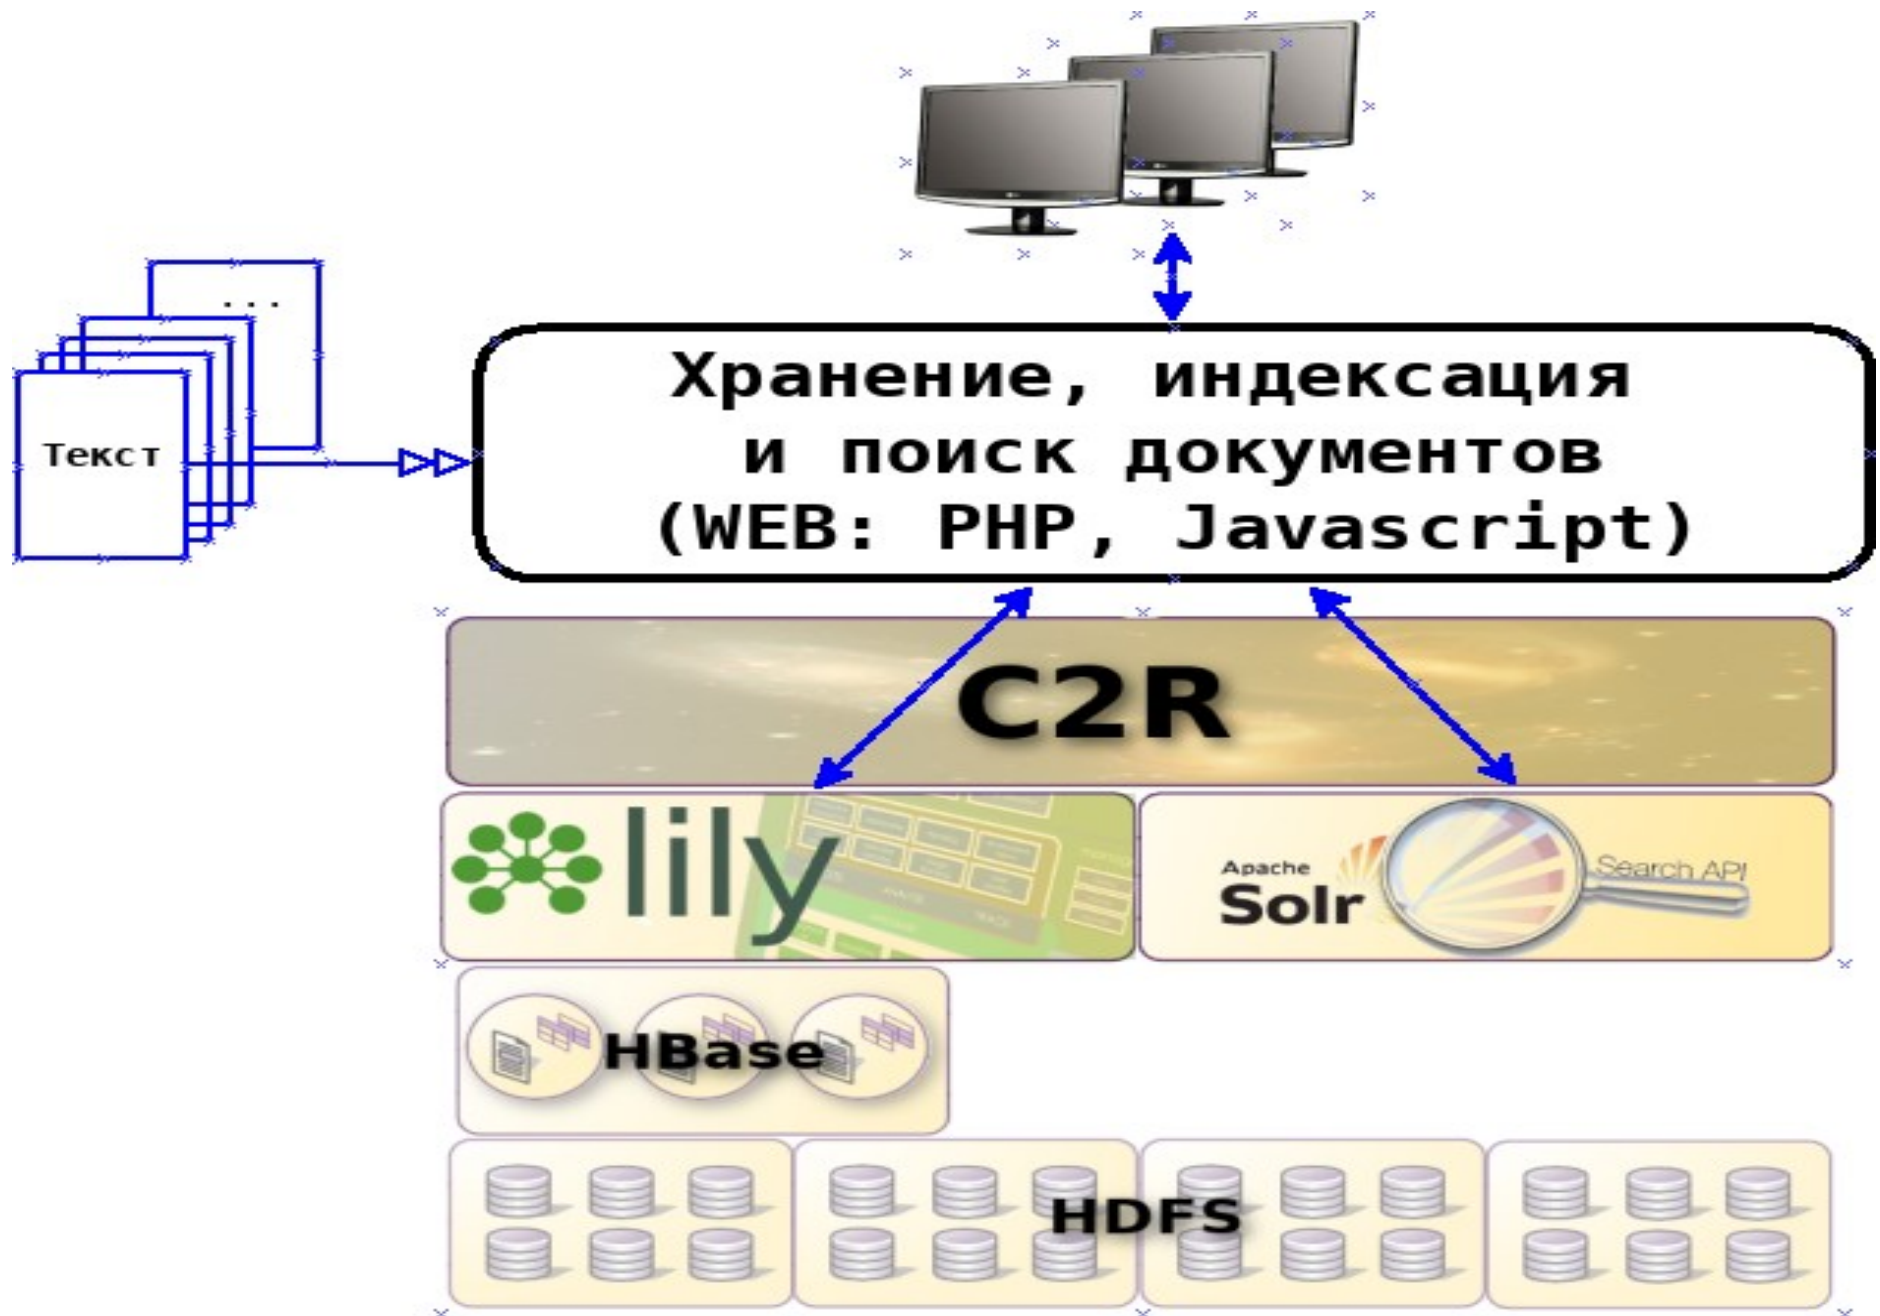 ...
Текст
Хранение, индексация
и поиск документов
(WEB: PHP, Javascript)
C2R
lily
Apache
Solr
Search API
HBase
HDFS